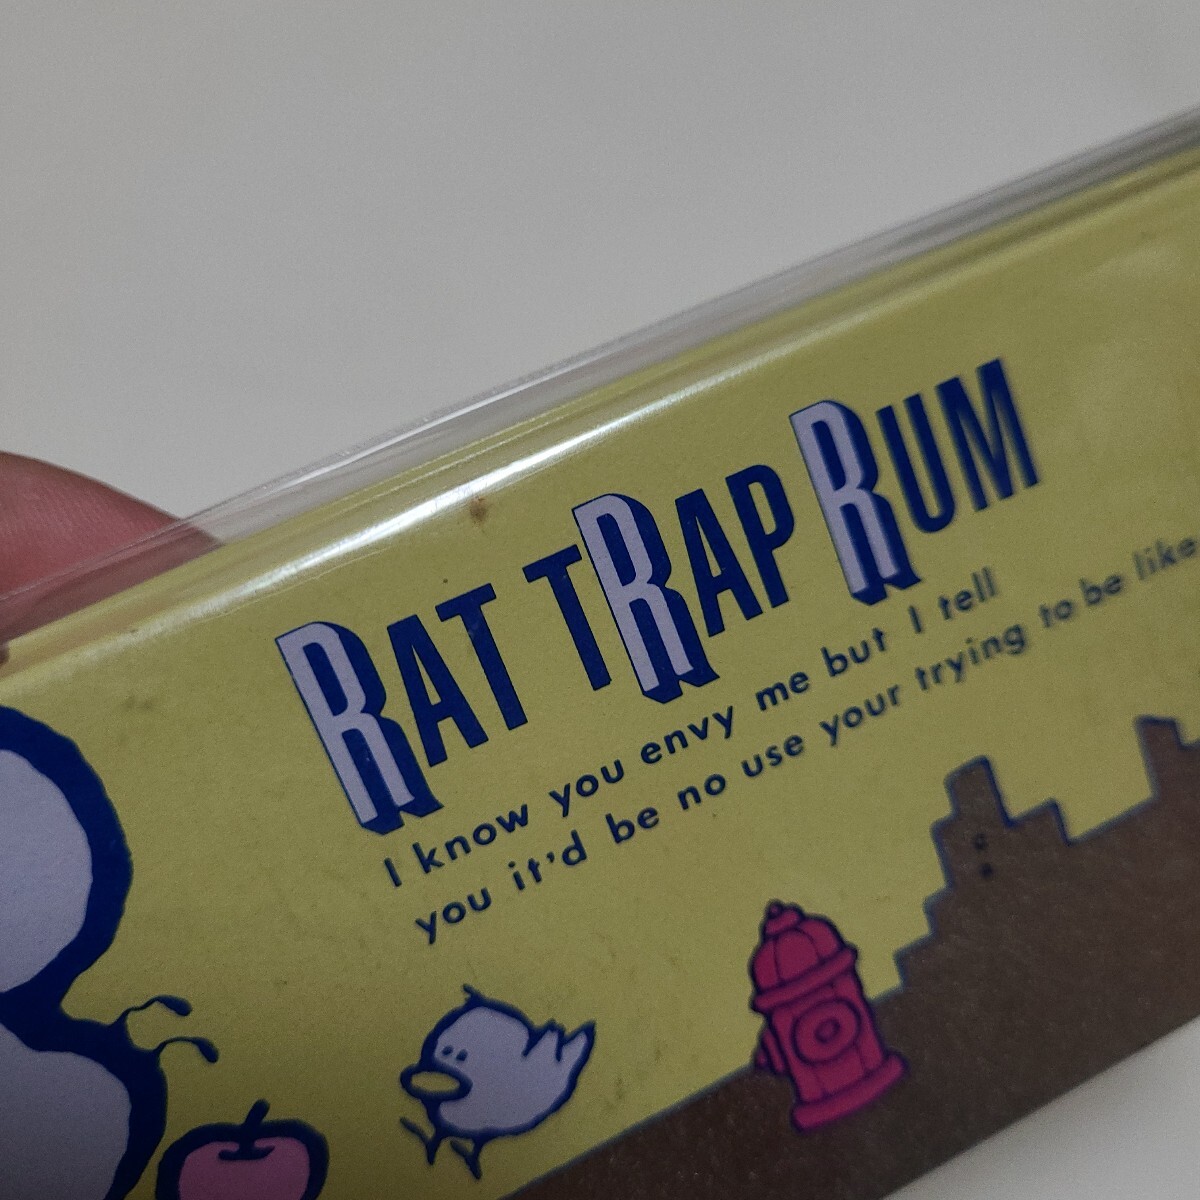 RAT TRAP RUM
I know you envy me but I tell
you it'd be no use your trying to be like